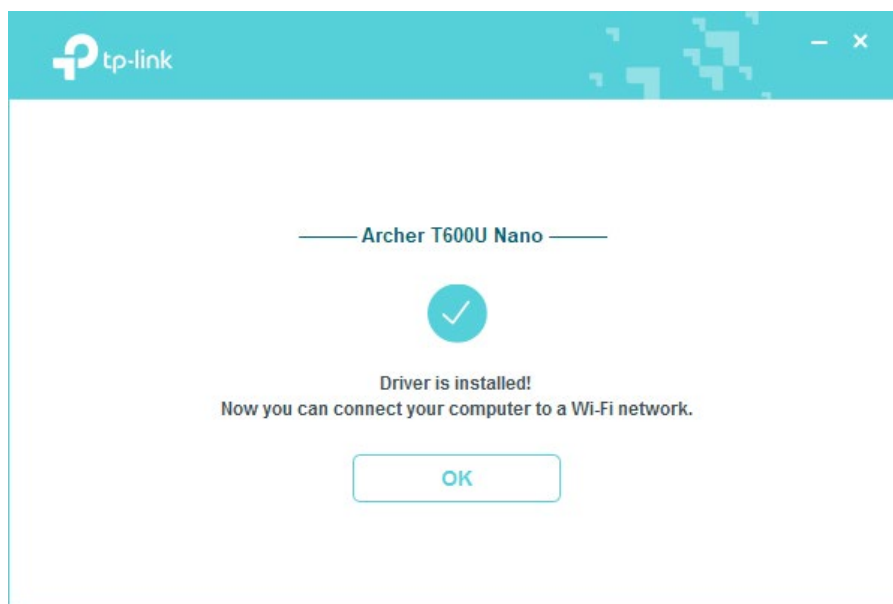 tp-link
Archer T600U Nano
Driver is installed!
Now you can connect your computer to a Wi-Fi network.
OK